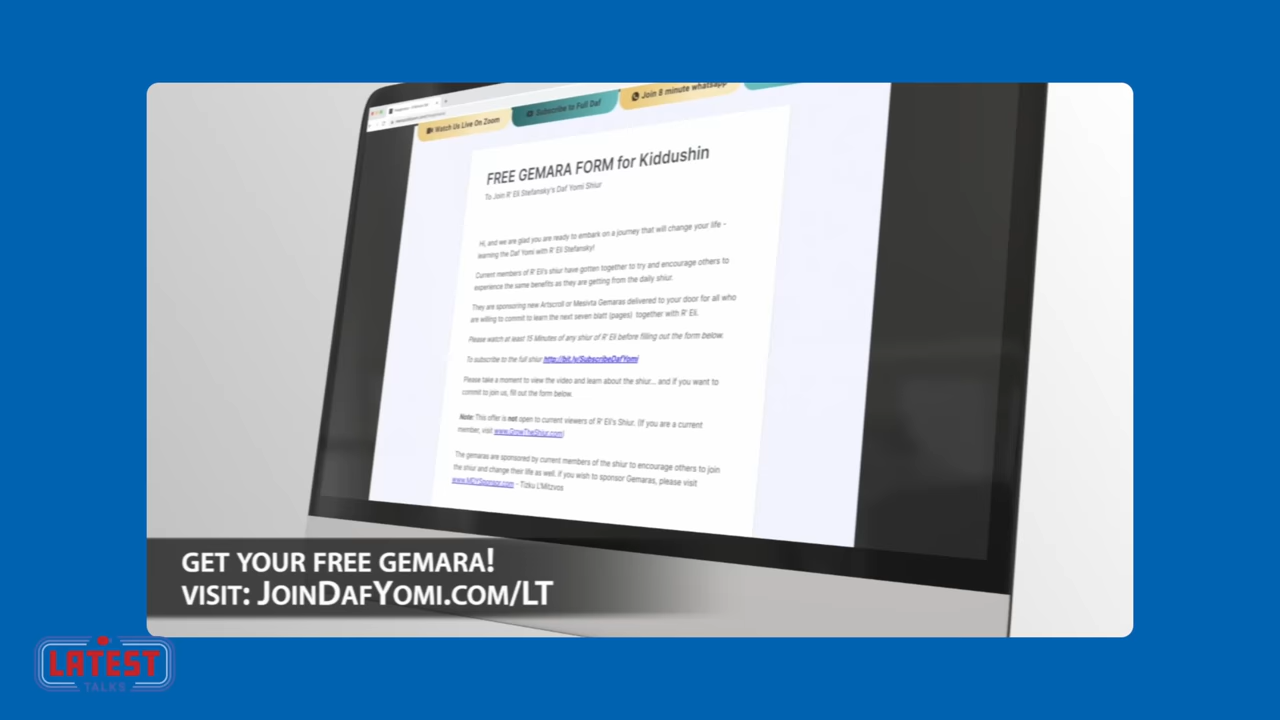 Watch Us Live On Zoom
Subscribe to Full Daf
Join 8 minute whatsapp
FREE GEMARA FORM for Kiddushin
To Join R' Eli Stefansky's Daf Yomi Shiur
Hi, and we are glad you are ready to embark on a journey that will change your life -
learning the Daf Yomi with R' Eli Stefansky!
Current members of R' Eli's shiur have gotten together to try and encourage others to
experience the same benefits as they are getting from the daily shiur.
They are sponsoring new Artscroll or Mesivta Gemaras delivered to your door for all who
are willing to commit to learn the next seven blatt (pages) together with R' Eli.
Please watch at least 15 Minutes of any shiur of R' Eli before filling out the form below.
To subscribe to the full shiur http://bit.ly/SubscribeDafYomi
Please take a moment to view the video and learn about the shiur... and if you want to
commit to join us, fill out the form below.
Note: This offer is not open to current viewers of R' Eli's Shiur. (If you are a current
member, visit www.GrowTheShiur.com)
The gemaras are sponsored by current members of the shiur to encourage others to join
the shiur and change their life as well. if you wish to sponsor Gemaras, please visit
www.MDYSponsor.com - Tizku L'Mitzvos
GET YOUR FREE GEMARA!
VISIT: JOINDAFYOMI.COM/LT
LATEST
TALKS